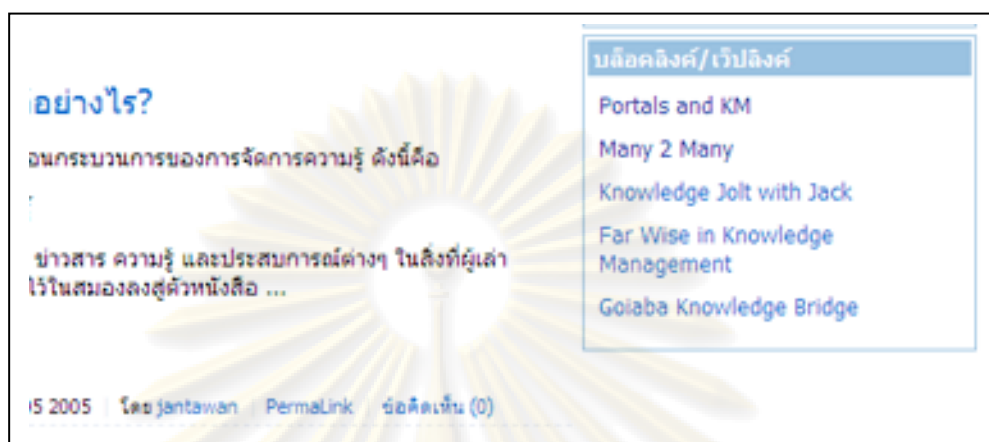 อย่างไร?
อนกระบวนการของการจัดการความรู้ ดังนี้คือ
ข่าวสาร ความรู้ และประสบการณ์ต่างๆ ในสิ่งที่ผู้เล่า
ไว้ในสมองลงสู่ตัวหนังสือ ...
05 2005 | โดย jantawan | PermaLink | ข้อคิดเห็น (0)
บล็อคลิงค์/เว็ปลิงค์
Portals and KM
Many 2 Many
Knowledge Jolt with Jack
Far Wise in Knowledge
Management
Goiaba Knowledge Bridge